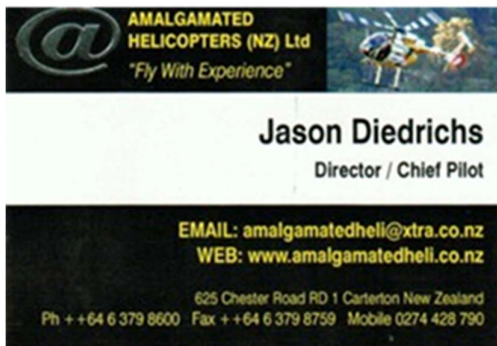 @
AMALGAMATED
HELICOPTERS (NZ) Ltd
"Fly With Experience"
Jason Diedrichs
Director / Chief Pilot
EMAIL: amalgamatedheli@xtra.co.nz
WEB: www.amalgamatedheli.co.nz
625 Chester Road RD 1 Carterton New Zealand
Ph ++64 6 379 8600 Fax ++64 6 379 8759 Mobile 0274 428 790